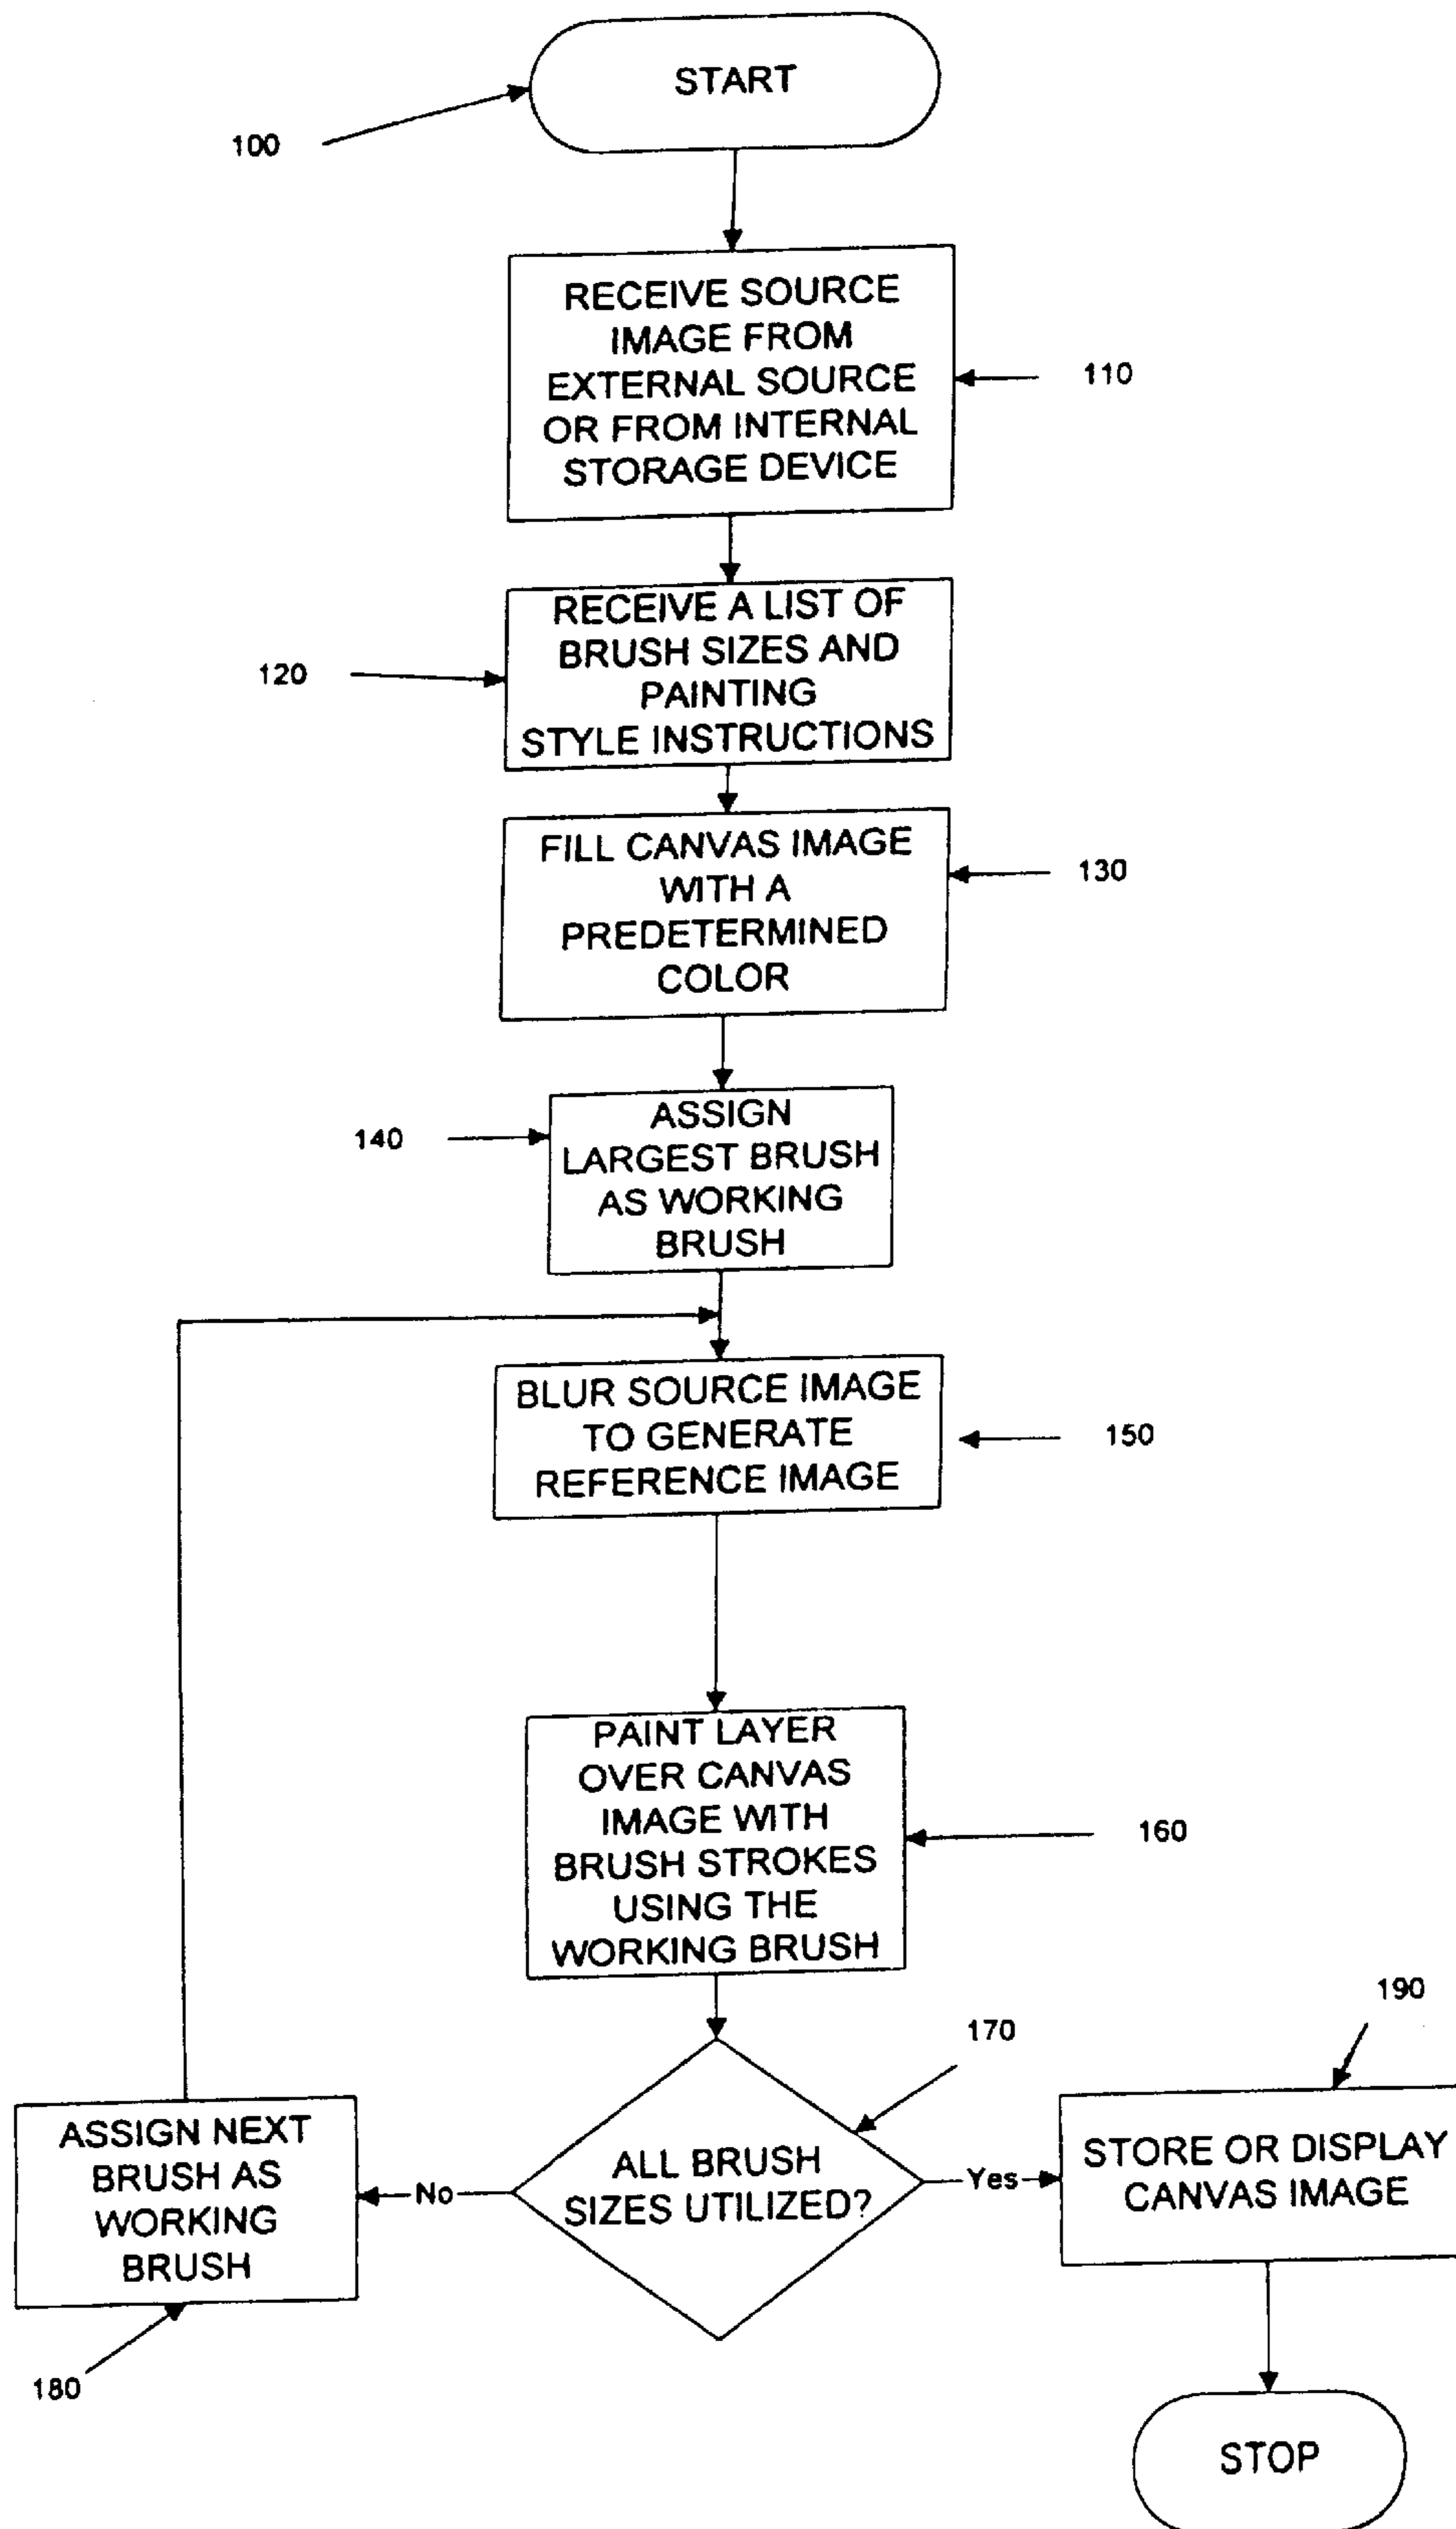 START
100
RECEIVE SOURCE
IMAGE FROM
EXTERNAL SOURCE
OR FROM INTERNAL
STORAGE DEVICE
110
RECEIVE A LIST OF
BRUSH SIZES AND
PAINTING
STYLE INSTRUCTIONS
120
FILL CANVAS IMAGE
WITH A
PREDETERMINED
COLOR
130
ASSIGN
LARGEST BRUSH
AS WORKING
BRUSH
140
BLUR SOURCE IMAGE
TO GENERATE
REFERENCE IMAGE
150
PAINT LAYER
OVER CANVAS
IMAGE WITH
BRUSH STROKES
USING THE
WORKING BRUSH
160
ALL BRUSH
SIZES UTILIZED?
170
No
ASSIGN NEXT
BRUSH AS
WORKING
BRUSH
180
Yes
STORE OR DISPLAY
CANVAS IMAGE
190
STOP